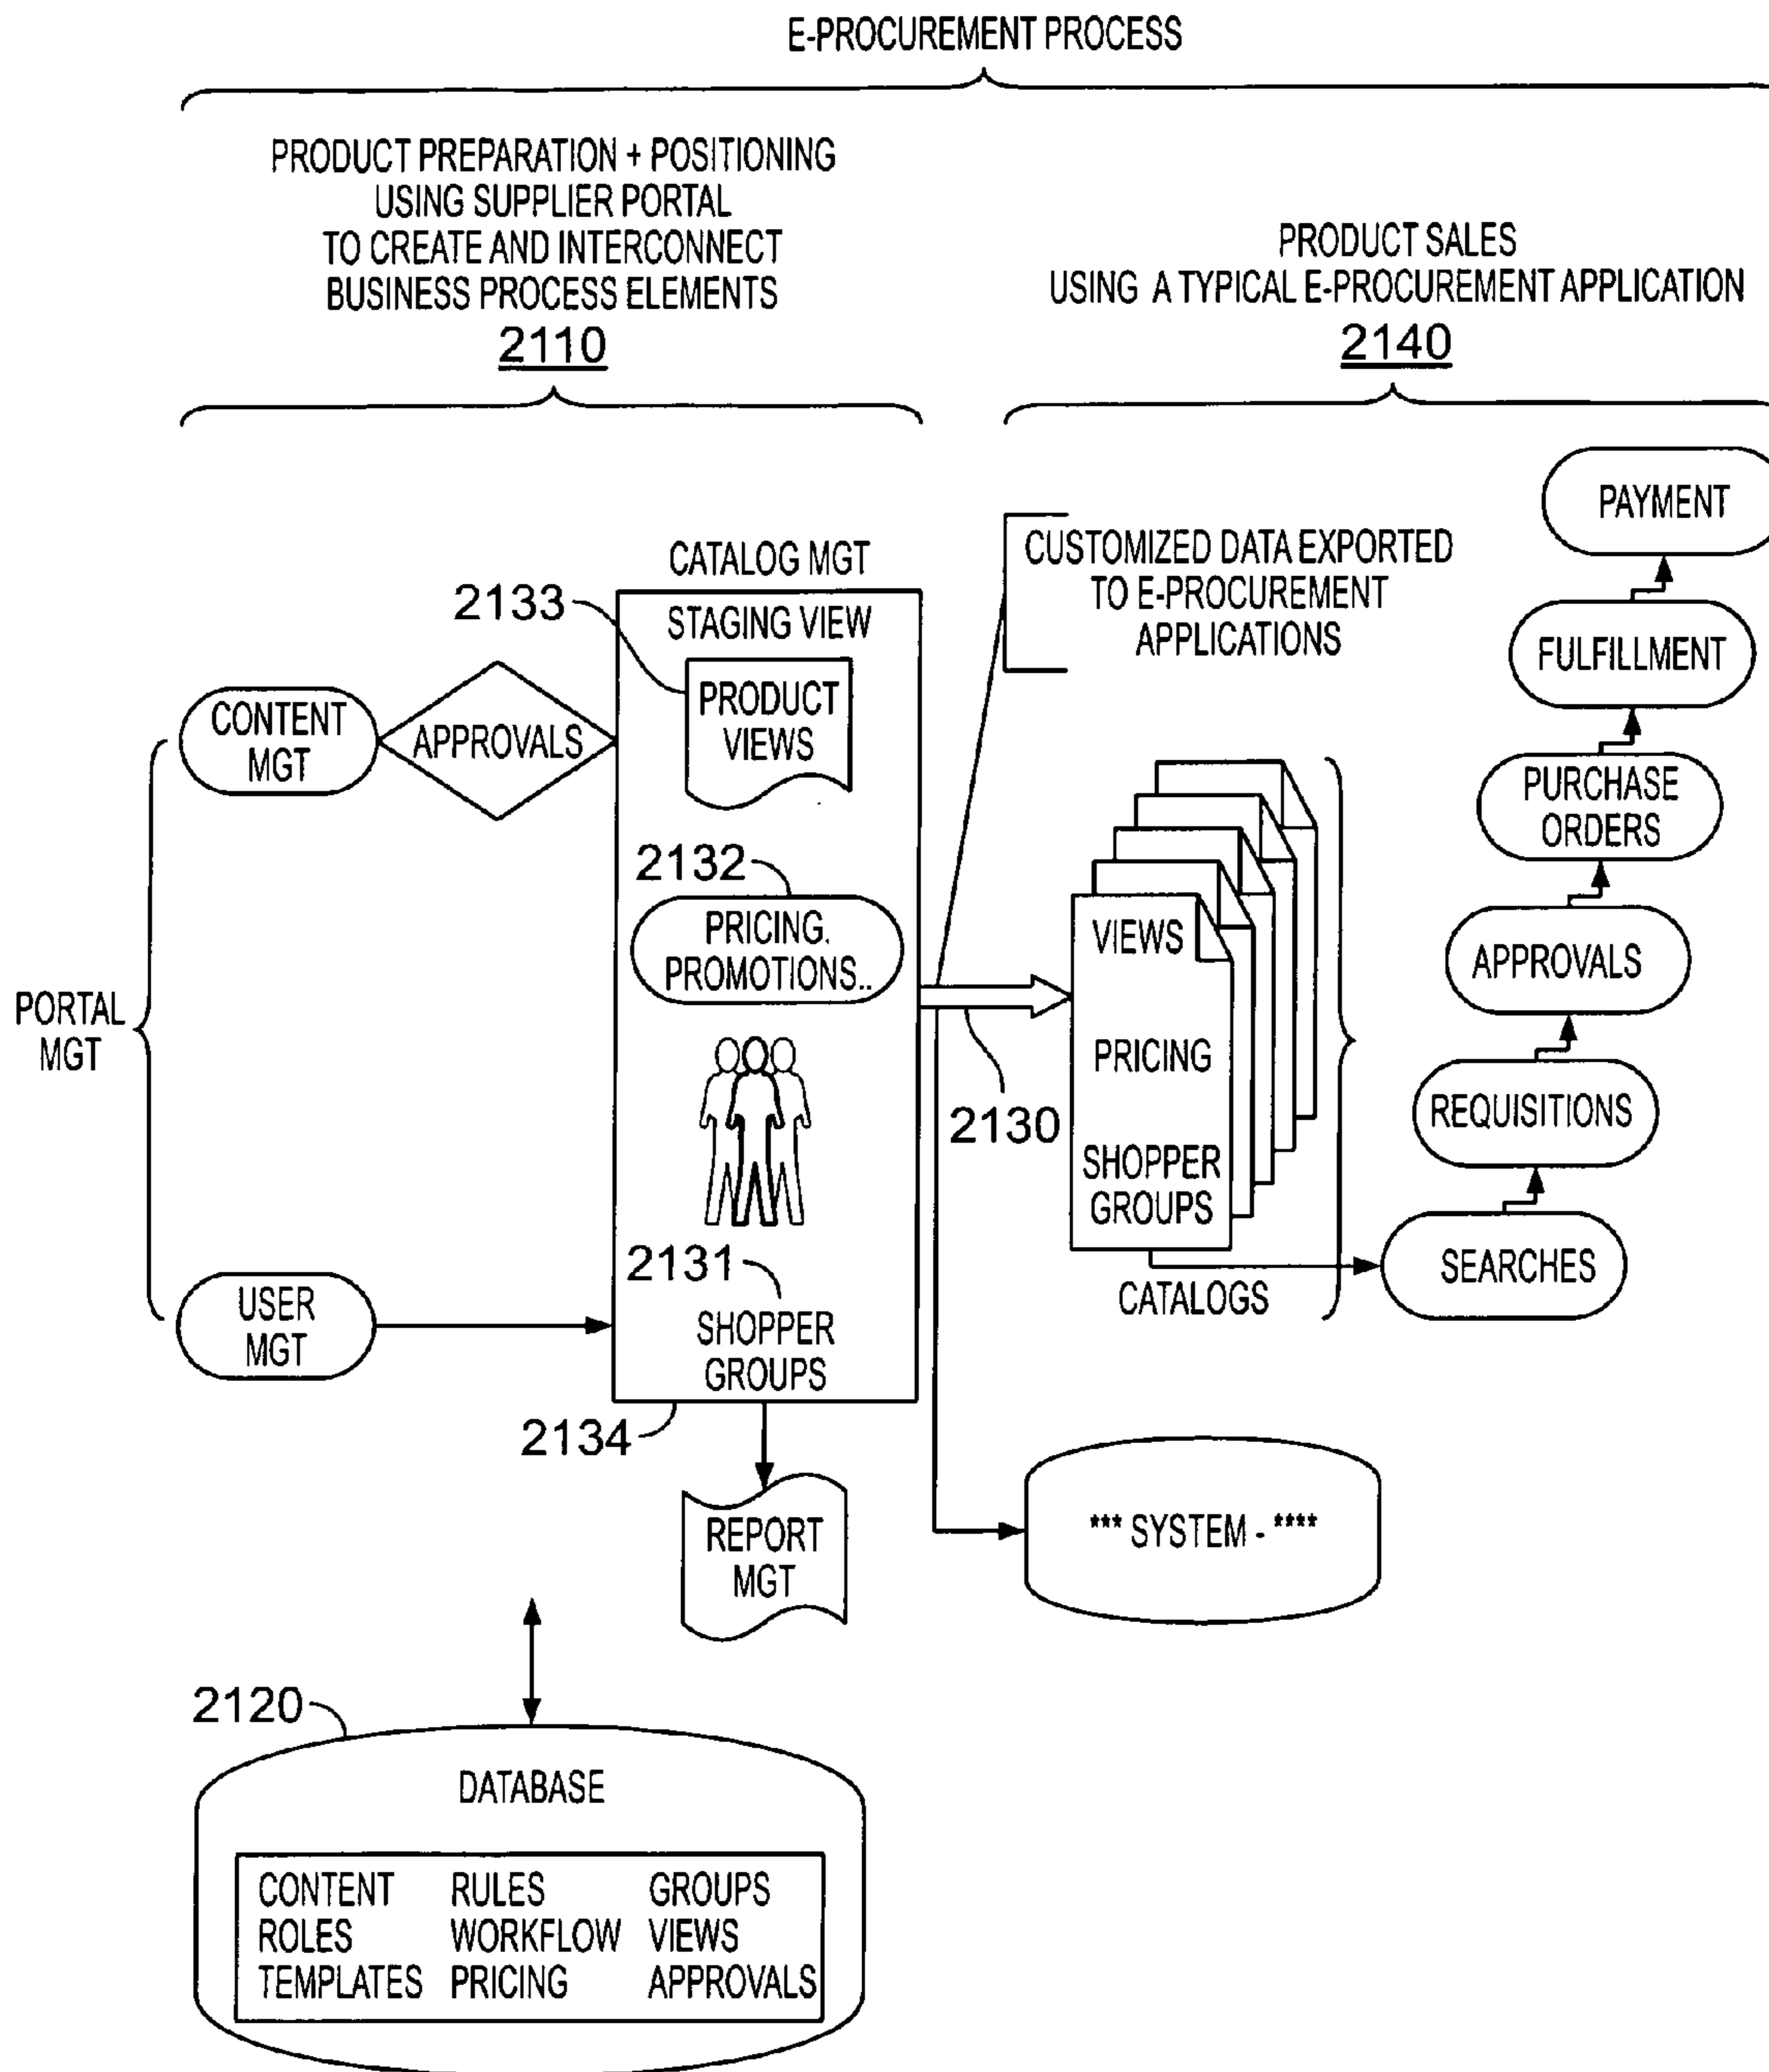 E-PROCUREMENT PROCESS
PRODUCT PREPARATION + POSITIONING
USING SUPPLIER PORTAL
TO CREATE AND INTERCONNECT
BUSINESS PROCESS ELEMENTS
2110
PRODUCT SALES
USING A TYPICAL E-PROCUREMENT APPLICATION
2140
PORTAL
MGT
CONTENT
MGT
APPROVALS
USER
MGT
CATALOG MGT
STAGING VIEW
2133
PRODUCT
VIEWS
2132
PRICING.
PROMOTIONS..
2131
SHOPPER
GROUPS
2134
REPORT
MGT
CUSTOMIZED DATA EXPORTED
TO E-PROCUREMENT
APPLICATIONS
2130
VIEWS
PRICING
SHOPPER
GROUPS
CATALOGS
PAYMENT
FULFILLMENT
PURCHASE
ORDERS
APPROVALS
REQUISITIONS
SEARCHES
*** SYSTEM - ****
2120
DATABASE
CONTENT RULES GROUPS
ROLES WORKFLOW VIEWS
TEMPLATES PRICING APPROVALS